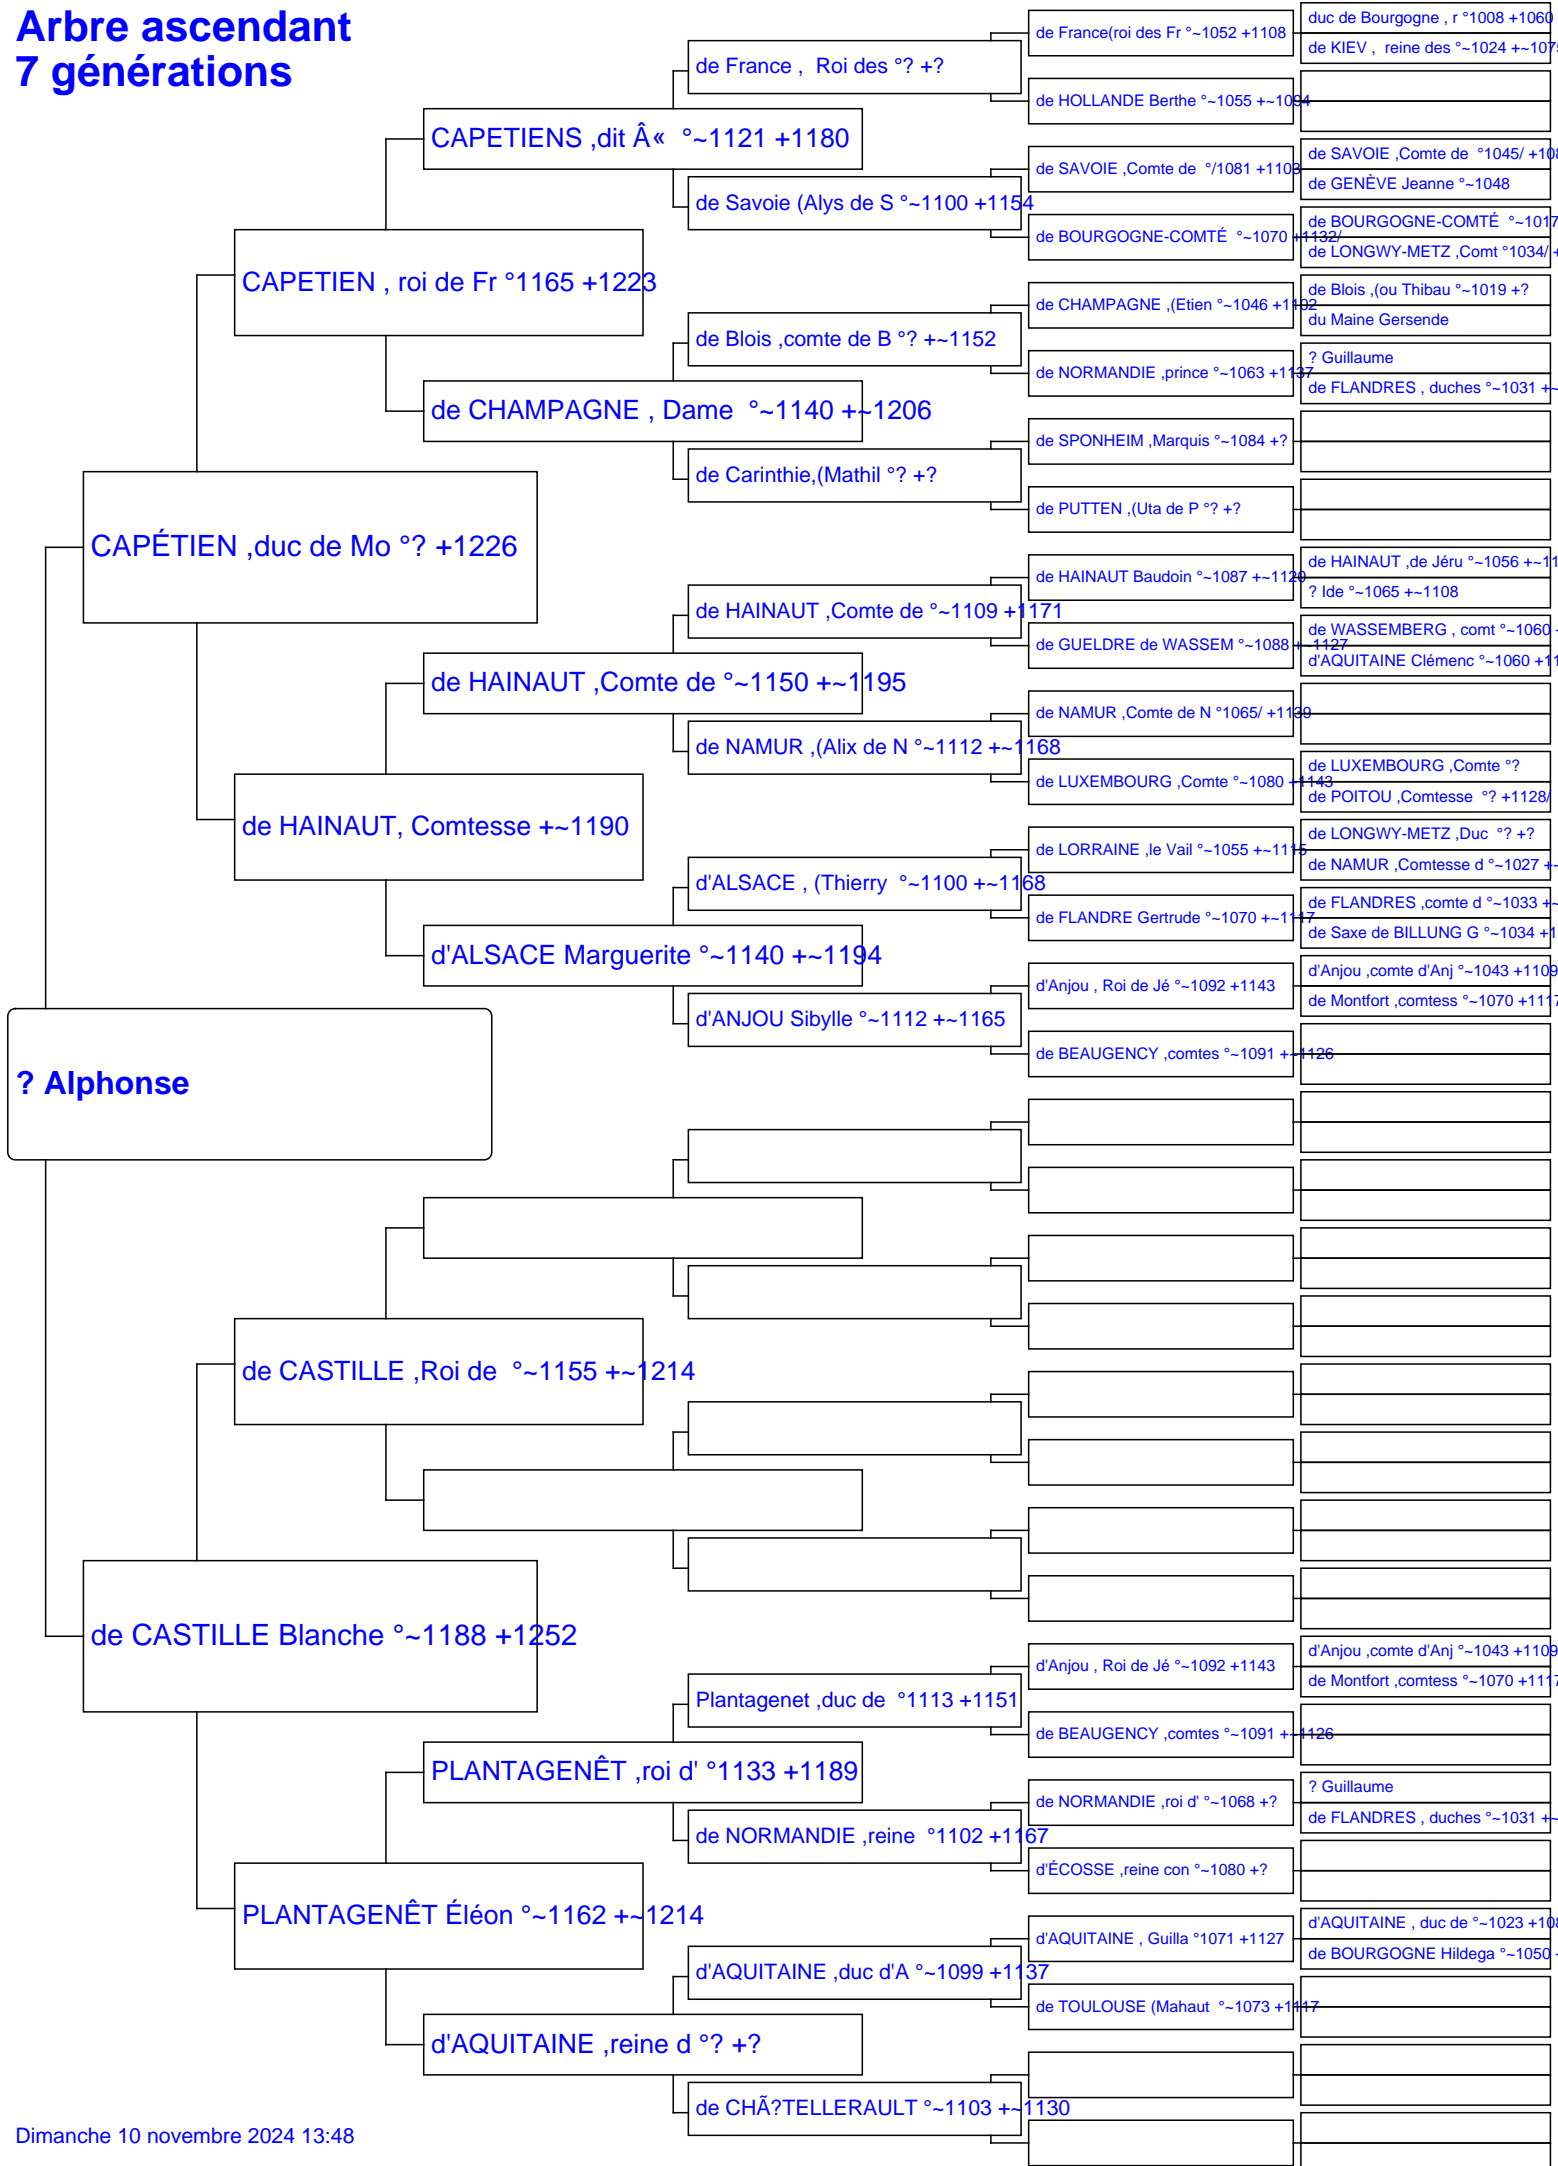 Arbre ascendant
7 générations
duc de Bourgogne , r °1008 +1060
de France(roi des Fr °~1052 +1108
de KIEV ,  reine des °~1024 +~1075
de France ,  Roi des °? +?
de HOLLANDE Berthe °~1055 +~1094
CAPETIENS ,dit Â«  °~1121 +1180
de SAVOIE ,Comte de  °1045/ +108
de SAVOIE ,Comte de  °/1081 +1103
de GENÈVE Jeanne °~1048
de Savoie (Alys de S °~1100 +1154
de BOURGOGNE-COMTÉ  °~1017
de BOURGOGNE-COMTÉ  °~1070 +1132/
de LONGWY-METZ ,Comt °1034/ +
CAPETIEN , roi de Fr °1165 +1223
de Blois ,(ou Thibau °~1019 +?
de CHAMPAGNE ,(Etien °~1046 +1102
du Maine Gersende
de Blois ,comte de B °? +~1152
? Guillaume
de NORMANDIE ,prince °~1063 +1137
de FLANDRES , duches °~1031 +~
de CHAMPAGNE , Dame  °~1140 +~1206
de SPONHEIM ,Marquis °~1084 +?
de Carinthie,(Mathil °? +?
de PUTTEN ,(Uta de P °? +?
CAPÉTIEN ,duc de Mo °? +1226
de HAINAUT ,de Jéru °~1056 +~11
de HAINAUT Baudoin °~1087 +~1120
? Ide °~1065 +~1108
de HAINAUT ,Comte de °~1109 +1171
de WASSEMBERG , comt °~1060 +
de GUELDRE de WASSEM °~1088 +~1127
d'AQUITAINE Clémenc °~1060 +11
de HAINAUT ,Comte de °~1150 +~1195
de NAMUR ,Comte de N °1065/ +1139
de NAMUR ,(Alix de N °~1112 +~1168
de LUXEMBOURG ,Comte °?
de LUXEMBOURG ,Comte °~1080 +1143
de POITOU ,Comtesse  °? +1128/
de HAINAUT, Comtesse +~1190
de LONGWY-METZ ,Duc  °? +?
de LORRAINE ,le Vail °~1055 +~1115
de NAMUR ,Comtesse d °~1027 +~
d'ALSACE , (Thierry  °~1100 +~1168
de FLANDRES ,comte d °~1033 +~
de FLANDRE Gertrude °~1070 +~1117
de Saxe de BILLUNG G °~1034 +1
d'ALSACE Marguerite °~1140 +~1194
d'Anjou ,comte d'Anj °~1043 +1109
d'Anjou , Roi de Jé °~1092 +1143
de Montfort ,comtess °~1070 +1117
d'ANJOU Sibylle °~1112 +~1165
de BEAUGENCY ,comtes °~1091 +~1126
? Alphonse
de CASTILLE ,Roi de  °~1155 +~1214
de CASTILLE Blanche °~1188 +1252
d'Anjou ,comte d'Anj °~1043 +1109
d'Anjou , Roi de Jé °~1092 +1143
de Montfort ,comtess °~1070 +1117
Plantagenet ,duc de  °1113 +1151
de BEAUGENCY ,comtes °~1091 +~1126
PLANTAGENÊT ,roi d' °1133 +1189
? Guillaume
de NORMANDIE ,roi d' °~1068 +?
de FLANDRES , duches °~1031 +~
de NORMANDIE ,reine  °1102 +1167
d'ÉCOSSE ,reine con °~1080 +?
PLANTAGENÊT Éléon °~1162 +~1214
d'AQUITAINE , duc de °~1023 +108
d'AQUITAINE , Guilla °1071 +1127
de BOURGOGNE Hildega °~1050 +
d'AQUITAINE ,duc d'A °~1099 +1137
de TOULOUSE (Mahaut  °~1073 +1117
d'AQUITAINE ,reine d °? +?
de CHÃ?TELLERAULT °~1103 +~1130
Dimanche 10 novembre 2024 13:48